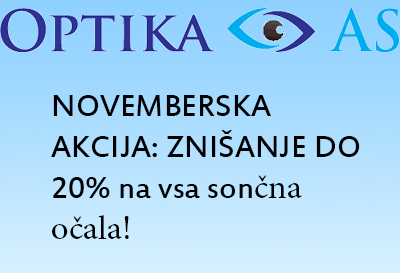 OPTIKA AS
NOVEMBERSKA
AKCIJA: ZNIŠANJE DO
20% na vsa sončna
očala!